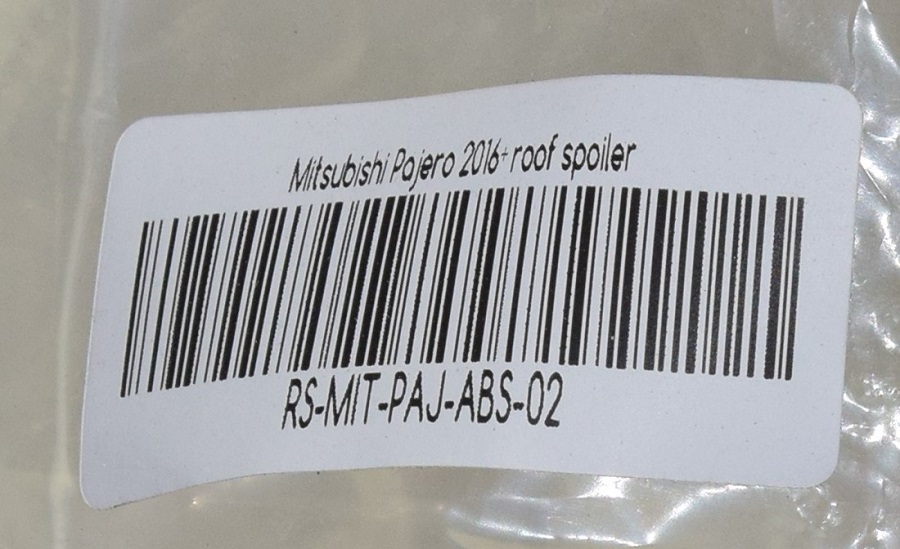 Mitsubishi Pajero 2016+ roof spoiler
RS-MIT-PAJ-ABS-02